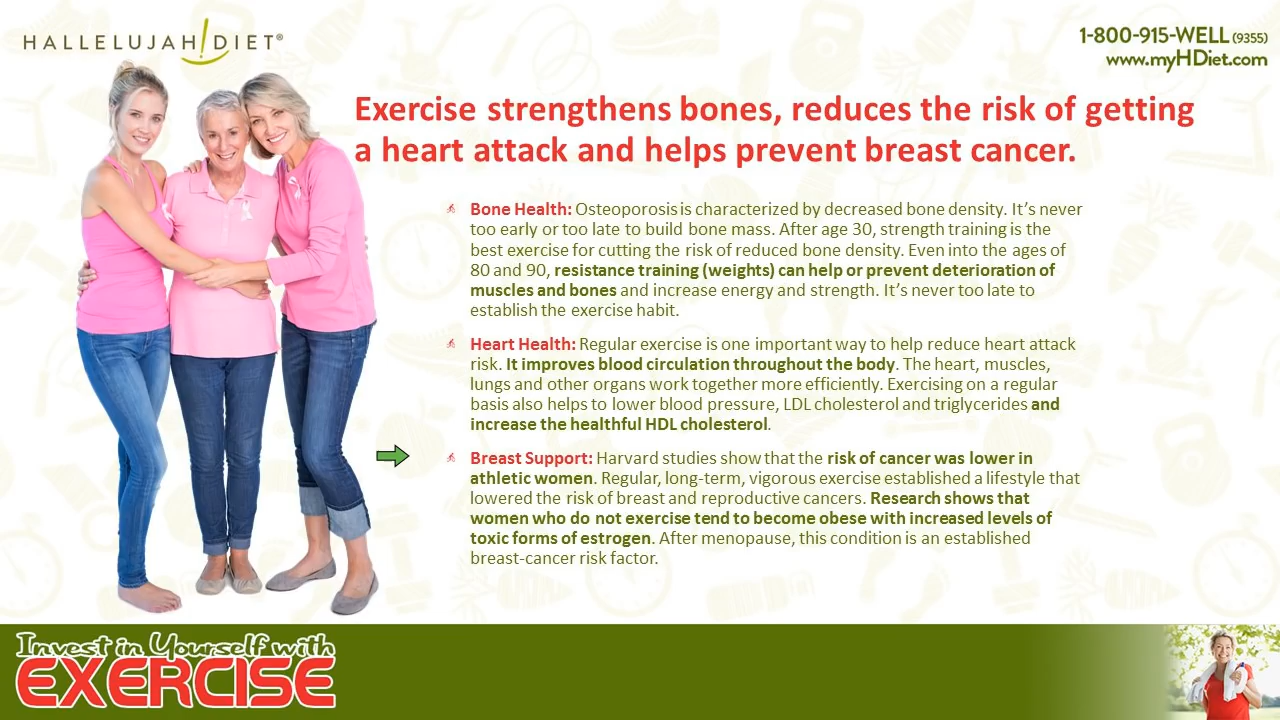 HALLELUJAH!DIET®
1-800-915-WELL (9355)
www.myHDiet.com
Exercise strengthens bones, reduces the risk of getting
a heart attack and helps prevent breast cancer.
Bone Health: Osteoporosis is characterized by decreased bone density. It’s never
too early or too late to build bone mass. After age 30, strength training is the
best exercise for cutting the risk of reduced bone density. Even into the ages of
80 and 90, resistance training (weights) can help or prevent deterioration of
muscles and bones and increase energy and strength. It’s never too late to
establish the exercise habit.
Heart Health: Regular exercise is one important way to help reduce heart attack
risk. It improves blood circulation throughout the body. The heart, muscles,
lungs and other organs work together more efficiently. Exercising on a regular
basis also helps to lower blood pressure, LDL cholesterol and triglycerides and
increase the healthful HDL cholesterol.
Breast Support: Harvard studies show that the risk of cancer was lower in
athletic women. Regular, long-term, vigorous exercise established a lifestyle that
lowered the risk of breast and reproductive cancers. Research shows that
women who do not exercise tend to become obese with increased levels of
toxic forms of estrogen. After menopause, this condition is an established
breast-cancer risk factor.
Invest in Yourself with
EXERCISE